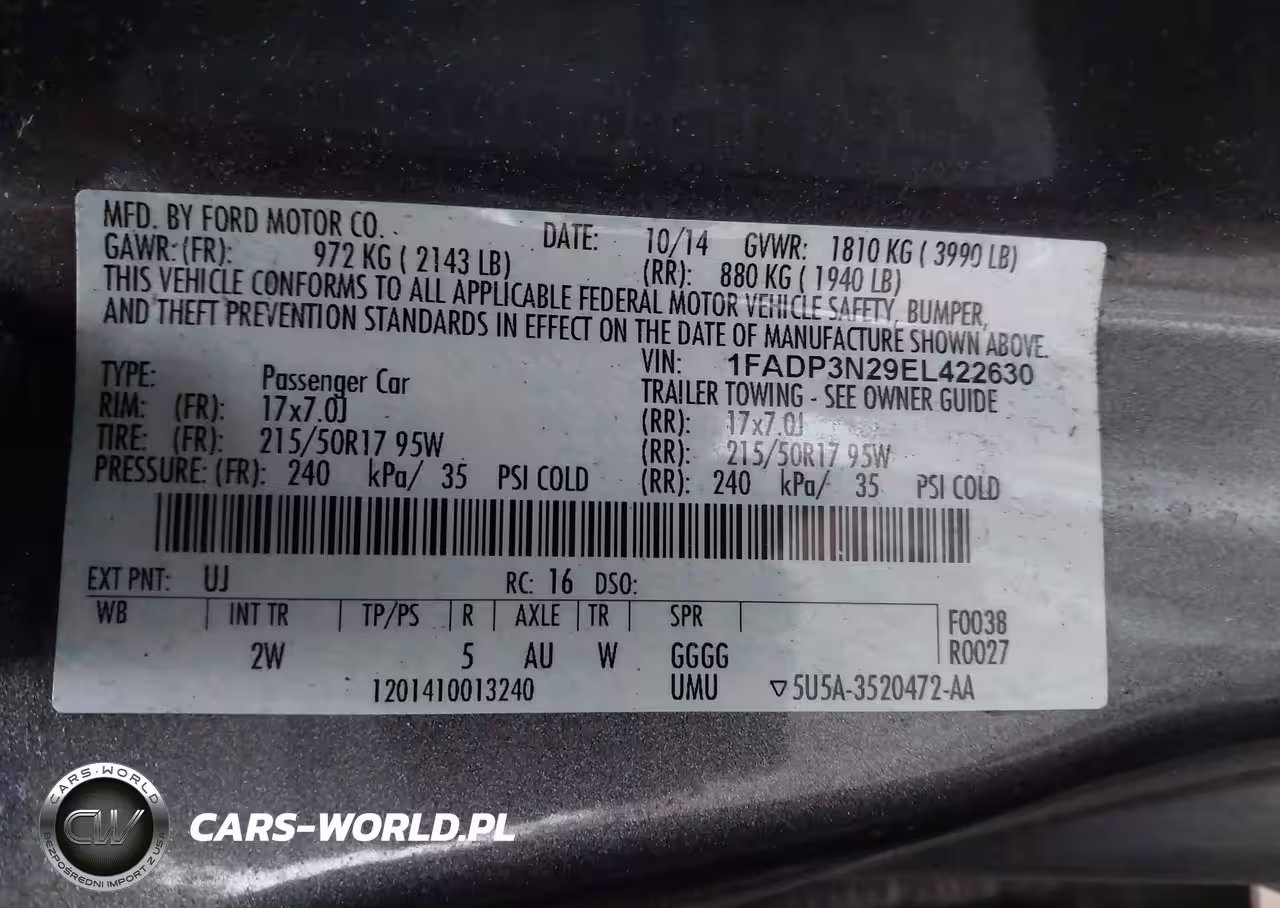 MFD. BY FORD MOTOR CO. DATE: 10/14 GVWR: 1810 KG ( 3990 LB)
GAWR: (FR): 972 KG ( 2143 LB) (RR): 880 KG ( 1940 LB)
THIS VEHICLE CONFORMS TO ALL APPLICABLE FEDERAL MOTOR VEHICLE SAFETY, BUMPER,
AND THEFT PREVENTION STANDARDS IN EFFECT ON THE DATE OF MANUFACTURE SHOWN ABOVE.
VIN: 1FADP3N29EL422630
TYPE: Passenger Car TRAILER TOWING - SEE OWNER GUIDE
RIM: (FR): 17x7.0J (RR): 17x7.0J
TIRE: (FR): 215/50R17 95W (RR): 215/50R17 95W
PRESSURE: (FR): 240 kPa/ 35 PSI COLD (RR): 240 kPa/ 35 PSI COLD
EXT PNT: UJ RC: 16 DSO:
WB INT TR TP/PS R AXLE TR SPR F0038
2W 5 AU W GGGG R0027
1201410013240 UMU ▽5U5A-3520472-AA
CARS-WORLD
CW
BEZPOŚREDNI IMPORT Z USA
CARS-WORLD.PL